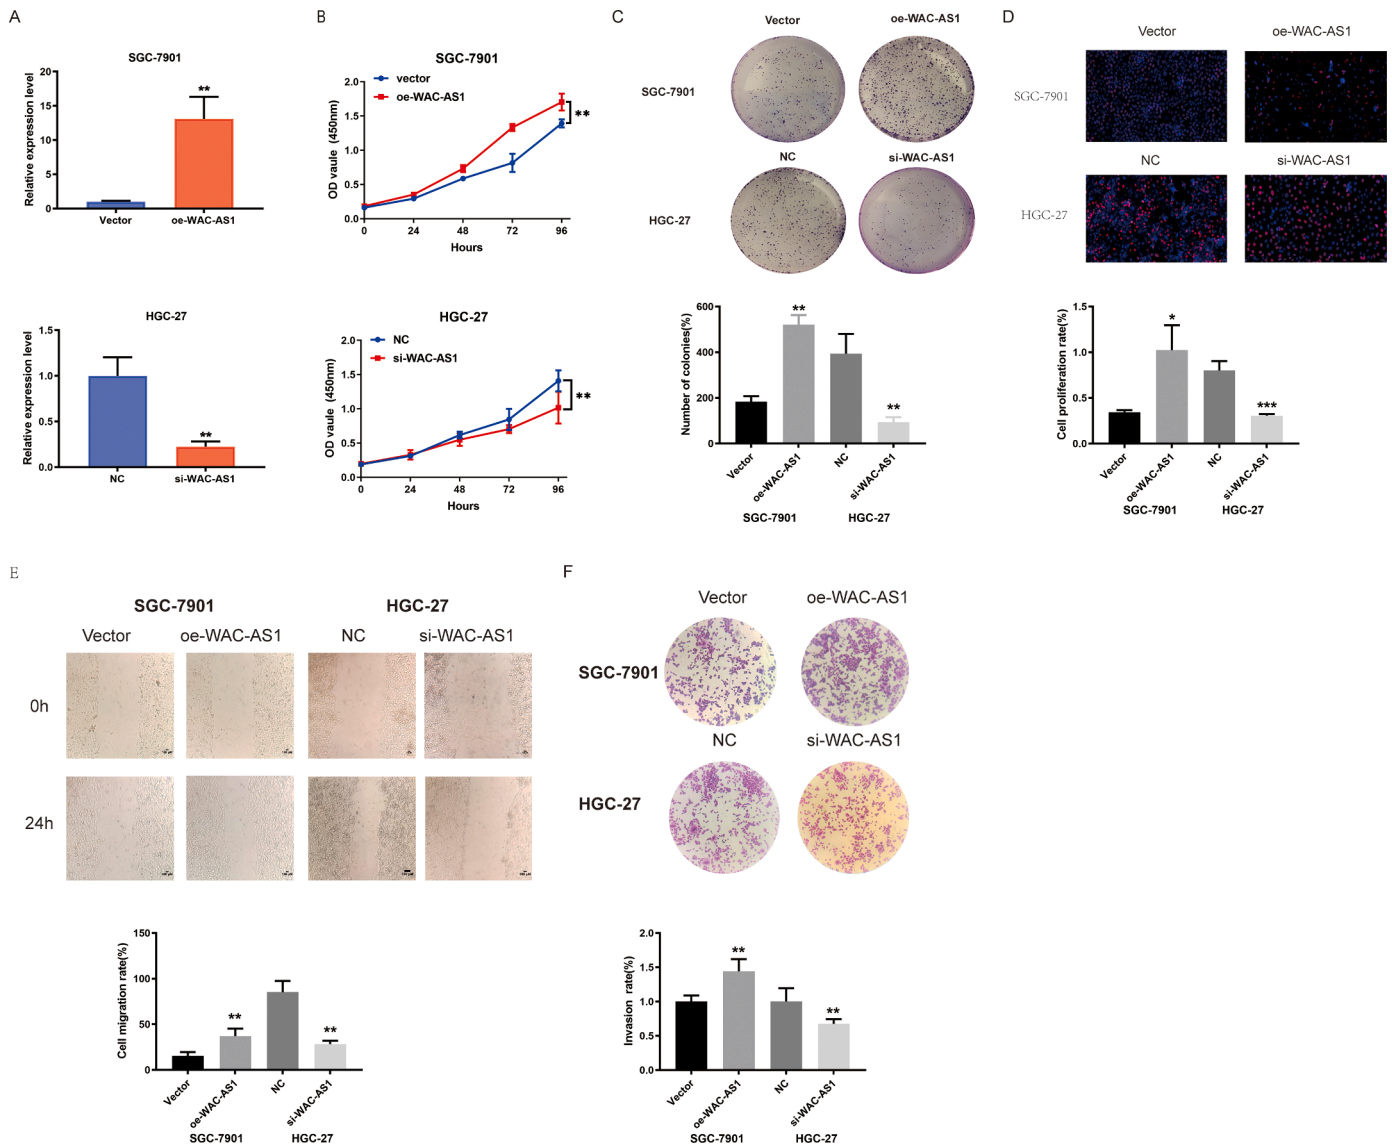 A
SGC-7901
Relative expression level
20
15
10
5
0
**
Vector
oe-WAC-AS1
HGC-27
Relative expression level
1.5
1.0
0.5
0.0
**
NC
si-WAC-AS1
B
SGC-7901
vector
oe-WAC-AS1
OD vaule (450nm)
2.0
1.5
1.0
0.5
0.0
**
0 24 48 72 96
Hours
HGC-27
NC
si-WAC-AS1
OD vaule (450nm)
2.0
1.5
1.0
0.5
0.0
**
0 24 48 72 96
Hours
C
Vector
oe-WAC-AS1
SGC-7901
NC
si-WAC-AS1
HGC-27
Number of colonies(%)
600
400
200
0
**
**
Vector
oe-WAC-AS1
NC
si-WAC-AS1
SGC-7901
HGC-27
D
Vector
oe-WAC-AS1
SGC-7901
NC
si-WAC-AS1
HGC-27
Cell proliferation rate(%)
1.5
1.0
0.5
0.0
*
***
Vector
oe-WAC-AS1
NC
si-WAC-AS1
SGC-7901
HGC-27
E
SGC-7901
HGC-27
Vector
oe-WAC-AS1
NC
si-WAC-AS1
0h
24h
Cell migration rate(%)
150
100
50
0
**
**
Vector
oe-WAC-AS1
NC
si-WAC-AS1
SGC-7901
HGC-27
F
Vector
oe-WAC-AS1
SGC-7901
NC
si-WAC-AS1
HGC-27
Invasion rate(%)
2.0
1.5
1.0
0.5
0.0
**
**
Vector
oe-WAC-AS1
NC
si-WAC-AS1
SGC-7901
HGC-27